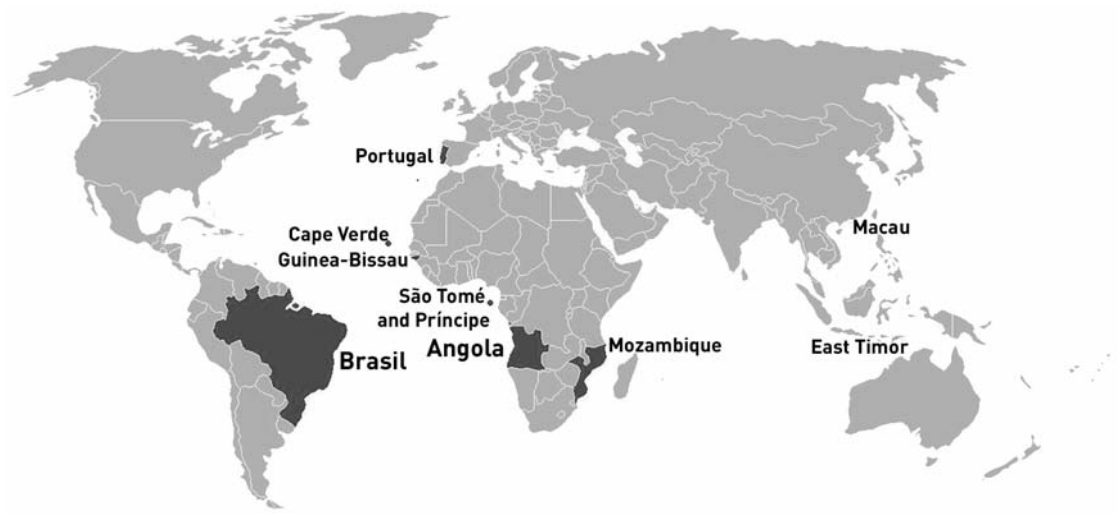 Portugal
Cape Verde
Guinea-Bissau
Macau
São Tomé
and Príncipe
Brasil
Angola
Mozambique
East Timor